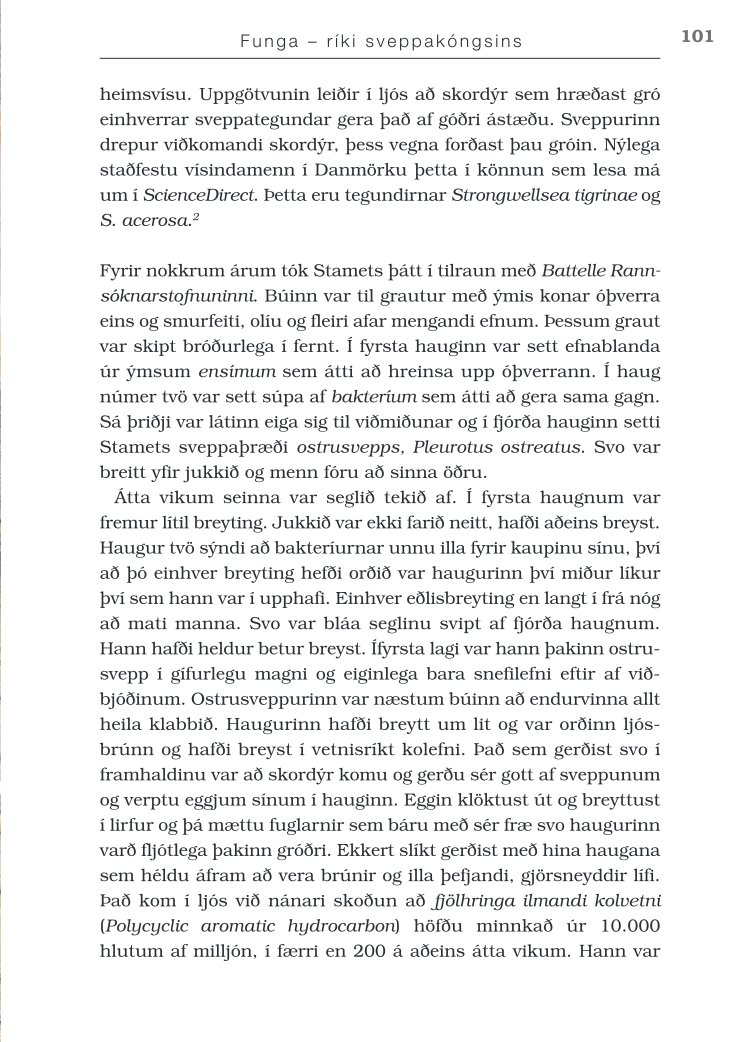 Funga – ríki sveppakóngsins
101
heimsvísu. Uppgötvunin leiðir í ljós að skordýr sem hræðast gró
einhverrar sveppategundar gera það af góðri ástæðu. Sveppurinn
drepur viðkomandi skordýr, þess vegna forðast þau gróin. Nýlega
staðfestu vísindamenn í Danmörku þetta í könnun sem lesa má
um í ScienceDirect. Þetta eru tegundirnar Strongwellsea tigrinae og
S. acerosa.²
Fyrir nokkrum árum tók Stamets þátt í tilraun með Battelle Rann-
sóknarstofnuninni. Búinn var til grautur með ýmis konar óþverra
eins og smurfeiti, olíu og fleiri afar mengandi efnum. Þessum graut
var skipt bróðurlega í fernt. Í fyrsta hauginn var sett efnablanda
úr ýmsum ensímum sem átti að hreinsa upp óþverrann. Í haug
númer tvö var sett súpa af bakteríum sem átti að gera sama gagn.
Sá þriðji var látinn eiga sig til viðmiðunar og í fjórða hauginn setti
Stamets sveppaþræði ostrusvepps, Pleurotus ostreatus. Svo var
breitt yfir jukkið og menn fóru að sinna öðru.
Átta vikum seinna var seglið tekið af. Í fyrsta haugnum var
fremur lítil breyting. Jukkið var ekki farið neitt, hafði aðeins breyst.
Haugur tvö sýndi að bakteríurnar unnu illa fyrir kaupinu sínu, því
að þó einhver breyting hefði orðið var haugurinn því miður líkur
því sem hann var í upphafi. Einhver eðlisbreyting en langt í frá nóg
að mati manna. Svo var bláa seglinu svipt af fjórða haugnum.
Hann hafði heldur betur breyst. Ífyrsta lagi var hann þakinn ostru-
svepp í gífurlegu magni og eiginlega bara snefilefni eftir af við-
bjóðinum. Ostrusveppurinn var næstum búinn að endurvinna allt
heila klabbið. Haugurinn hafði breytt um lit og var orðinn ljós-
brúnn og hafði breyst í vetnisríkt kolefni. Það sem gerðist svo í
framhaldinu var að skordýr komu og gerðu sér gott af sveppunum
og verptu eggjum sínum í hauginn. Eggin klöktust út og breyttust
í lirfur og þá mættu fuglarnir sem báru með sér fræ svo haugurinn
varð fljótlega þakinn gróðri. Ekkert slíkt gerðist með hina haugana
sem héldu áfram að vera brúnir og illa þefjandi, gjörsneyddir lífi.
Það kom í ljós við nánari skoðun að fjölhringa ilmandi kolvetni
(Polycyclic aromatic hydrocarbon) höfðu minnkað úr 10.000
hlutum af milljón, í færri en 200 á aðeins átta vikum. Hann var